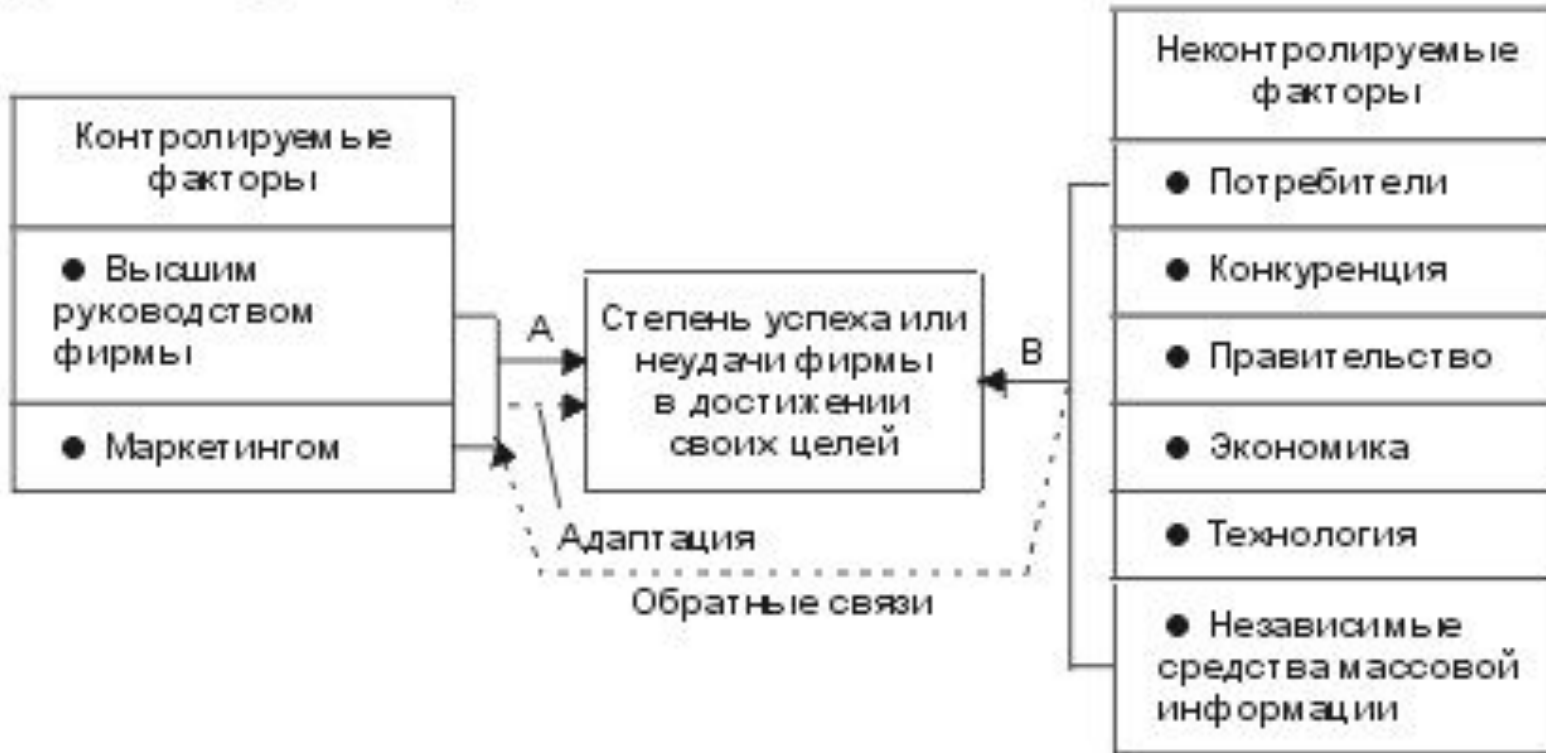 Контролируемые
факторы
● Высшим
руководством
фирмы
● Маркетингом
A
Степень успеха или
неудачи фирмы
в достижении
своих целей
B
Адаптация
Обратные связи
Неконтролируемые
факторы
● Потребители
● Конкуренция
● Правительство
● Экономика
● Технология
● Независимые
средства массовой
информации